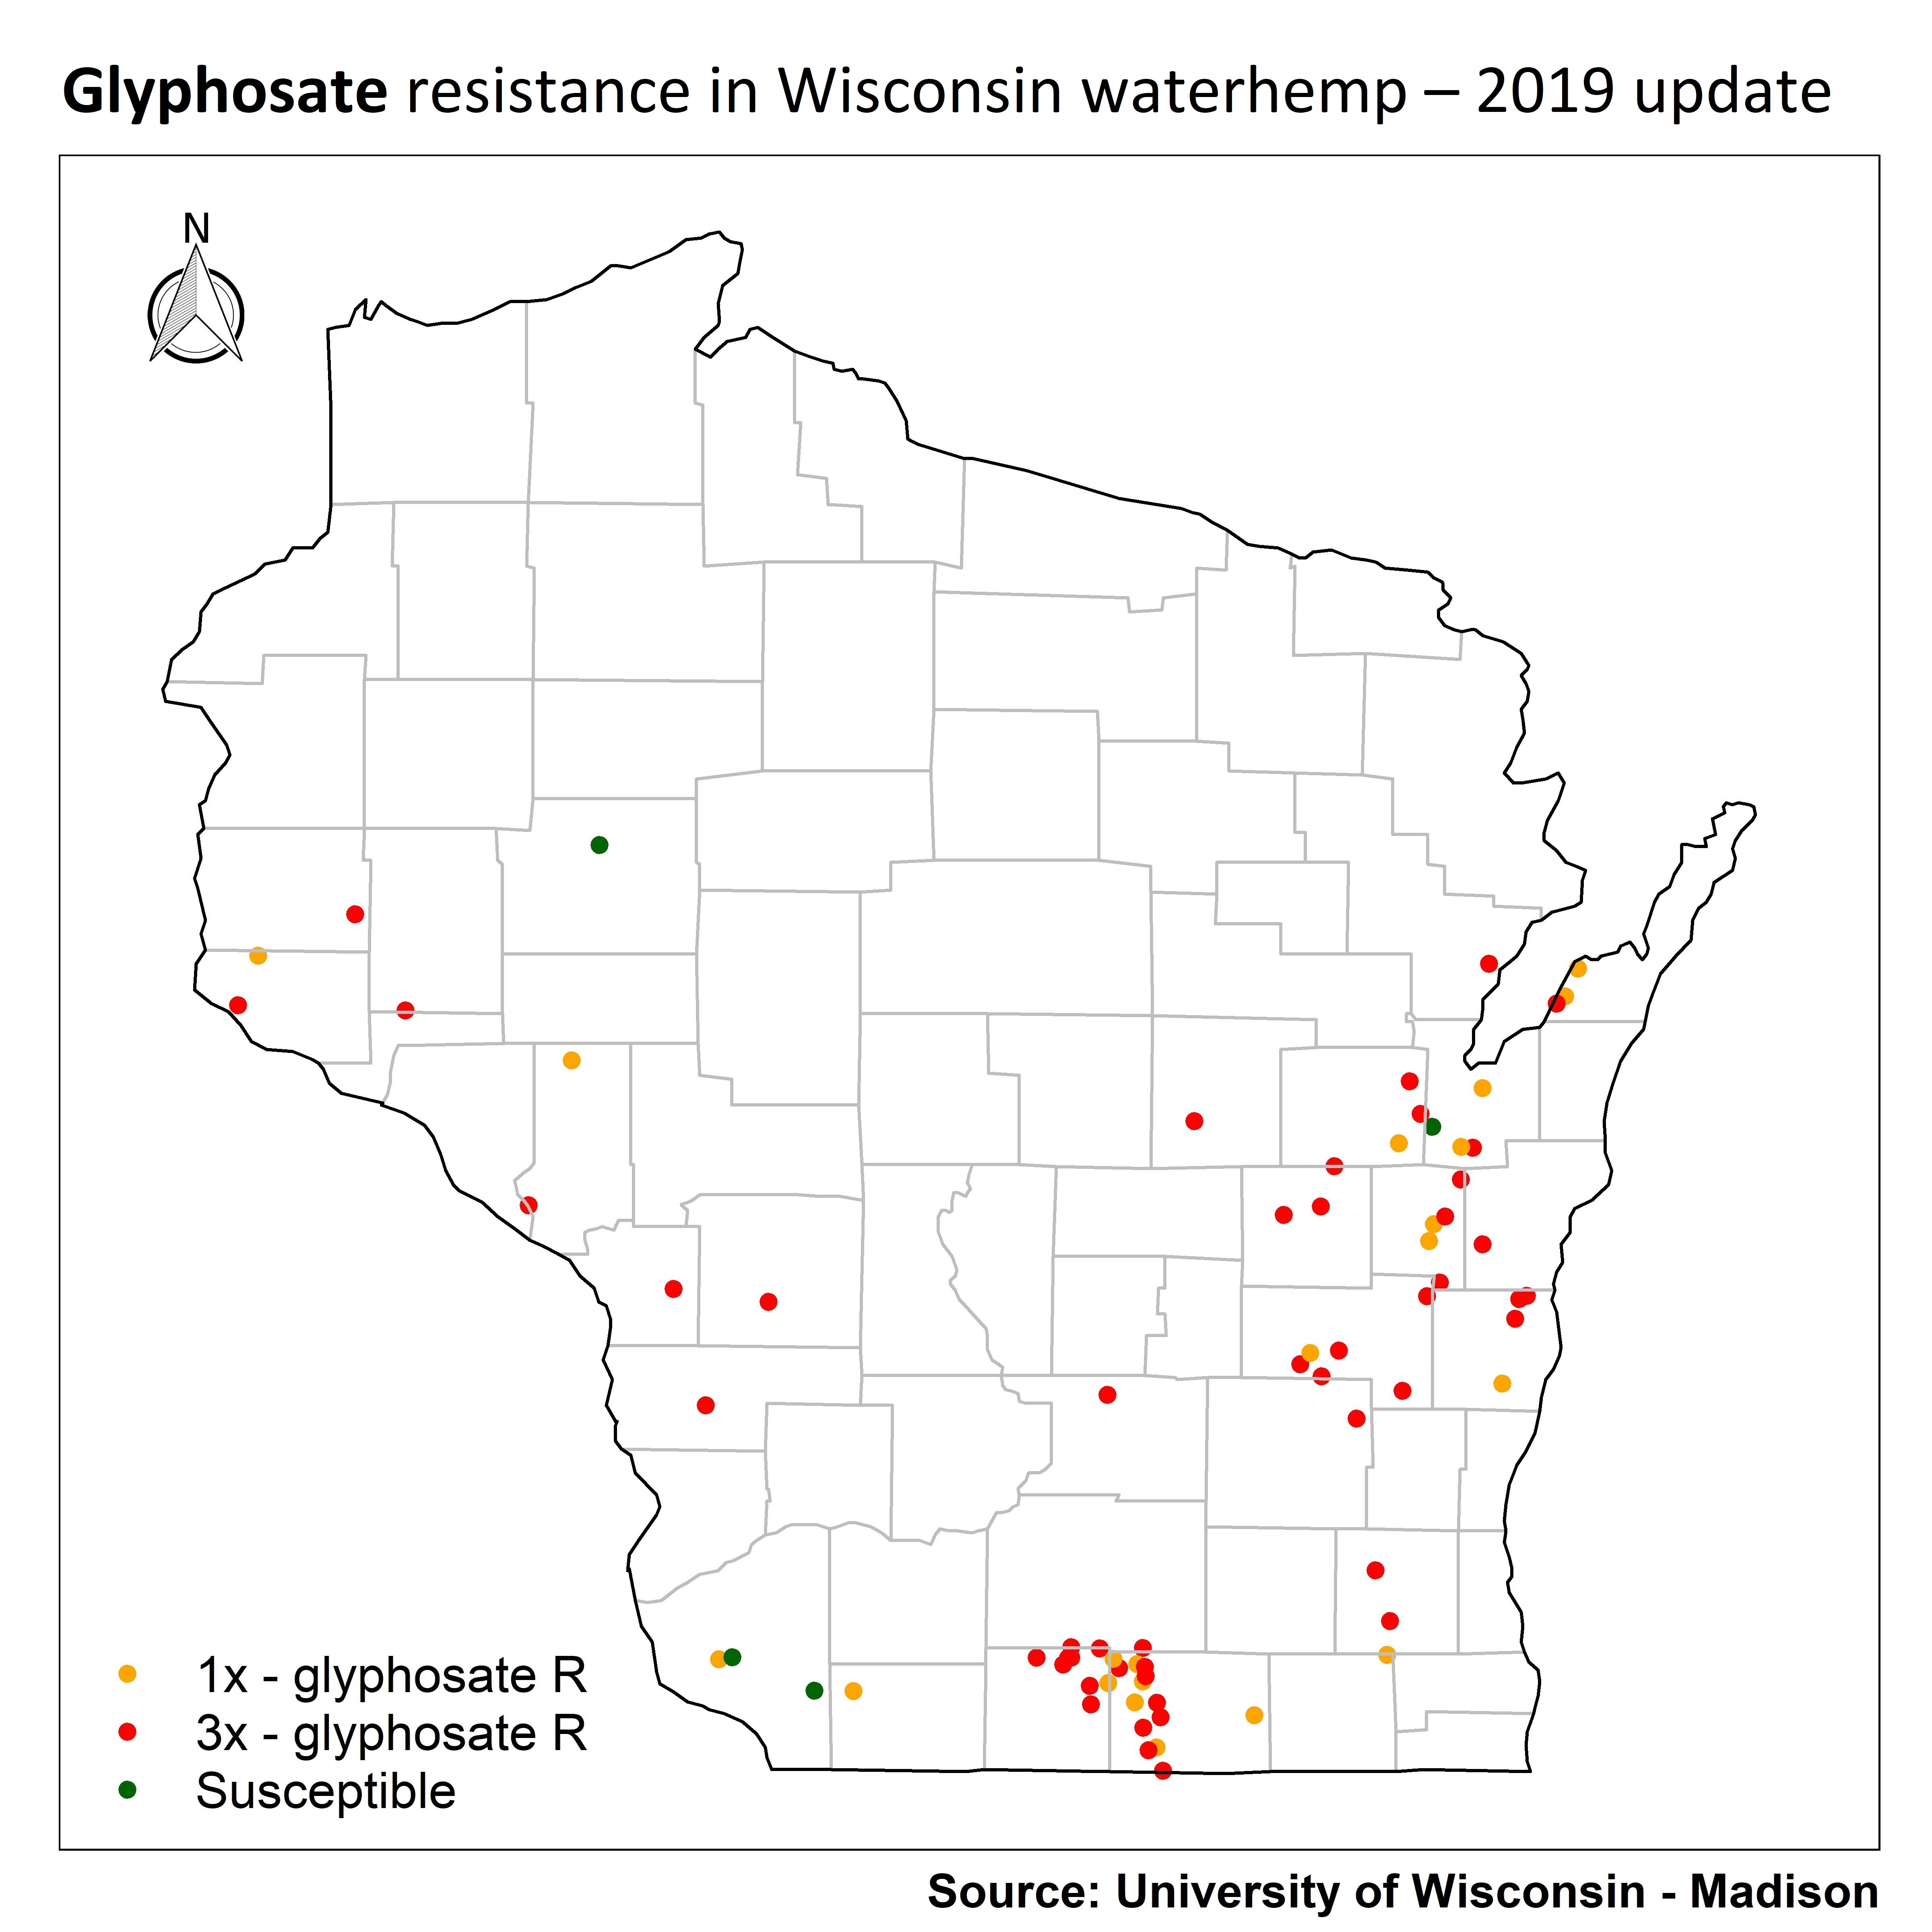 Glyphosate resistance in Wisconsin waterhemp – 2019 update
N
1x - glyphosate R
3x - glyphosate R
Susceptible
Source: University of Wisconsin - Madison